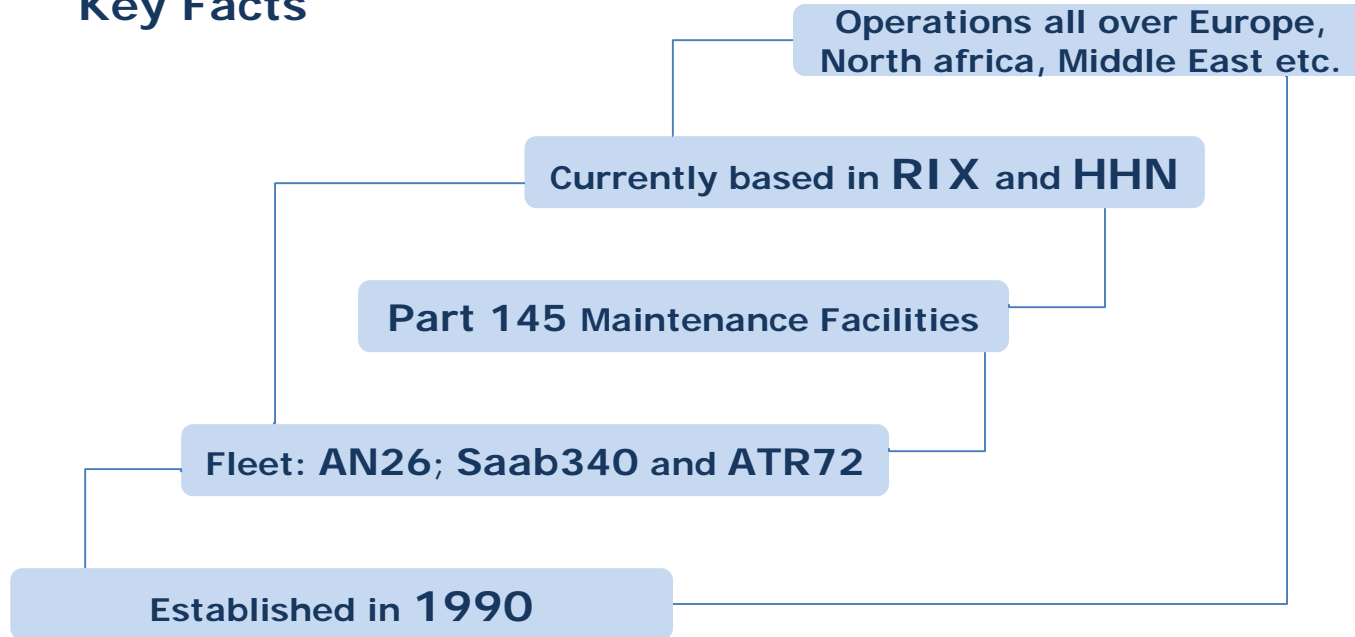 Key Facts
Operations all over Europe,
North africa, Middle East etc.
Currently based in RIX and HHN
Part 145 Maintenance Facilities
Fleet: AN26; Saab340 and ATR72
Established in 1990